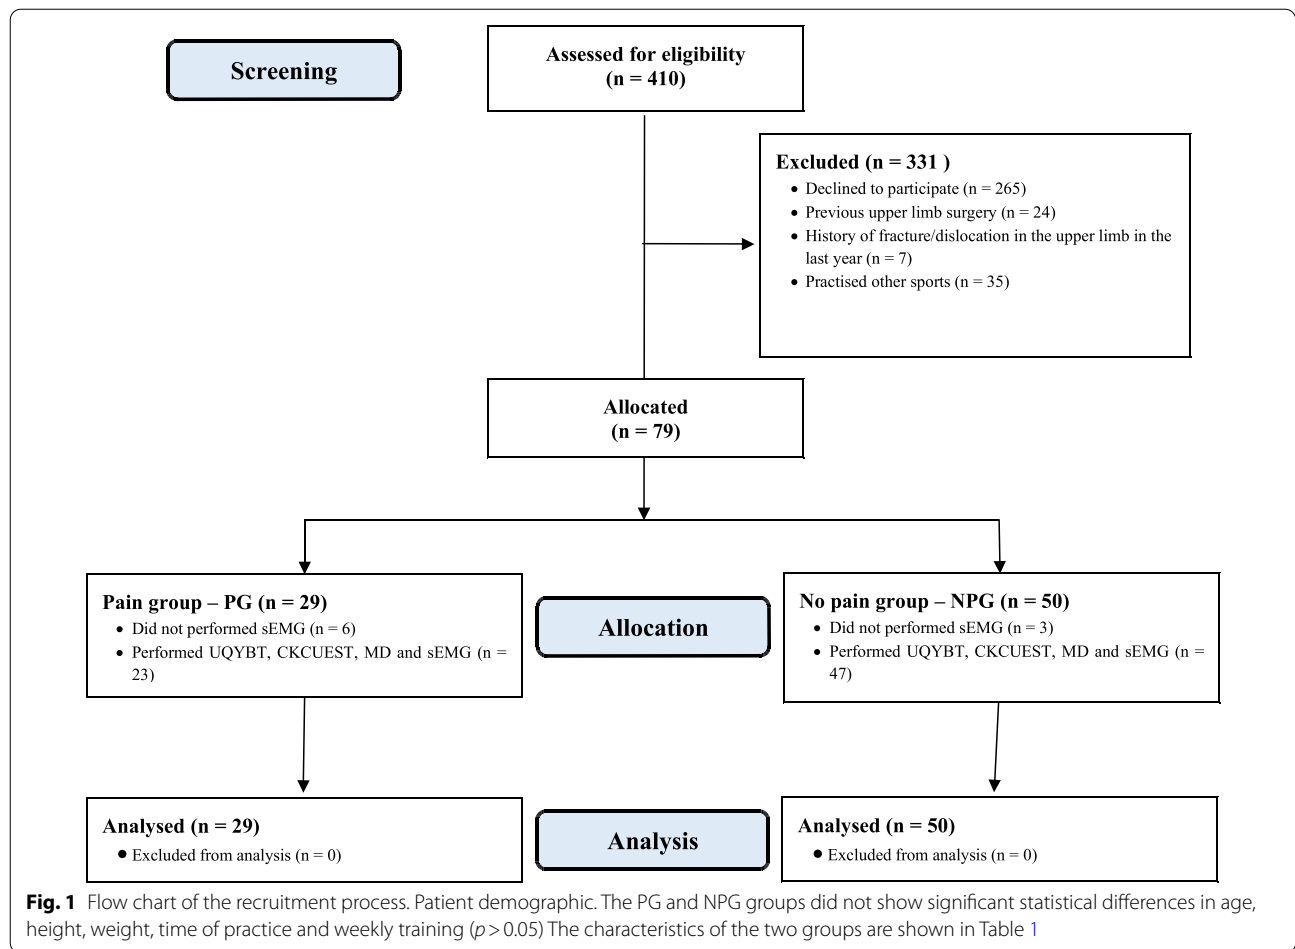 Screening
Assessed for eligibility
(n = 410)
Excluded (n = 331 )
• Declined to participate (n = 265)
• Previous upper limb surgery (n = 24)
• History of fracture/dislocation in the upper limb in the
last year (n = 7)
• Practised other sports (n = 35)
Allocated
(n = 79)
Pain group – PG (n = 29)
• Did not performed sEMG (n = 6)
• Performed UQYBT, CKCUEST, MD and sEMG (n =
23)
Allocation
No pain group – NPG (n = 50)
• Did not performed sEMG (n = 3)
• Performed UQYBT, CKCUEST, MD and sEMG (n =
47)
Analysed (n = 29)
• Excluded from analysis (n = 0)
Analysis
Analysed (n = 50)
• Excluded from analysis (n = 0)
Fig. 1 Flow chart of the recruitment process. Patient demographic. The PG and NPG groups did not show significant statistical differences in age,
height, weight, time of practice and weekly training (p > 0.05) The characteristics of the two groups are shown in Table 1